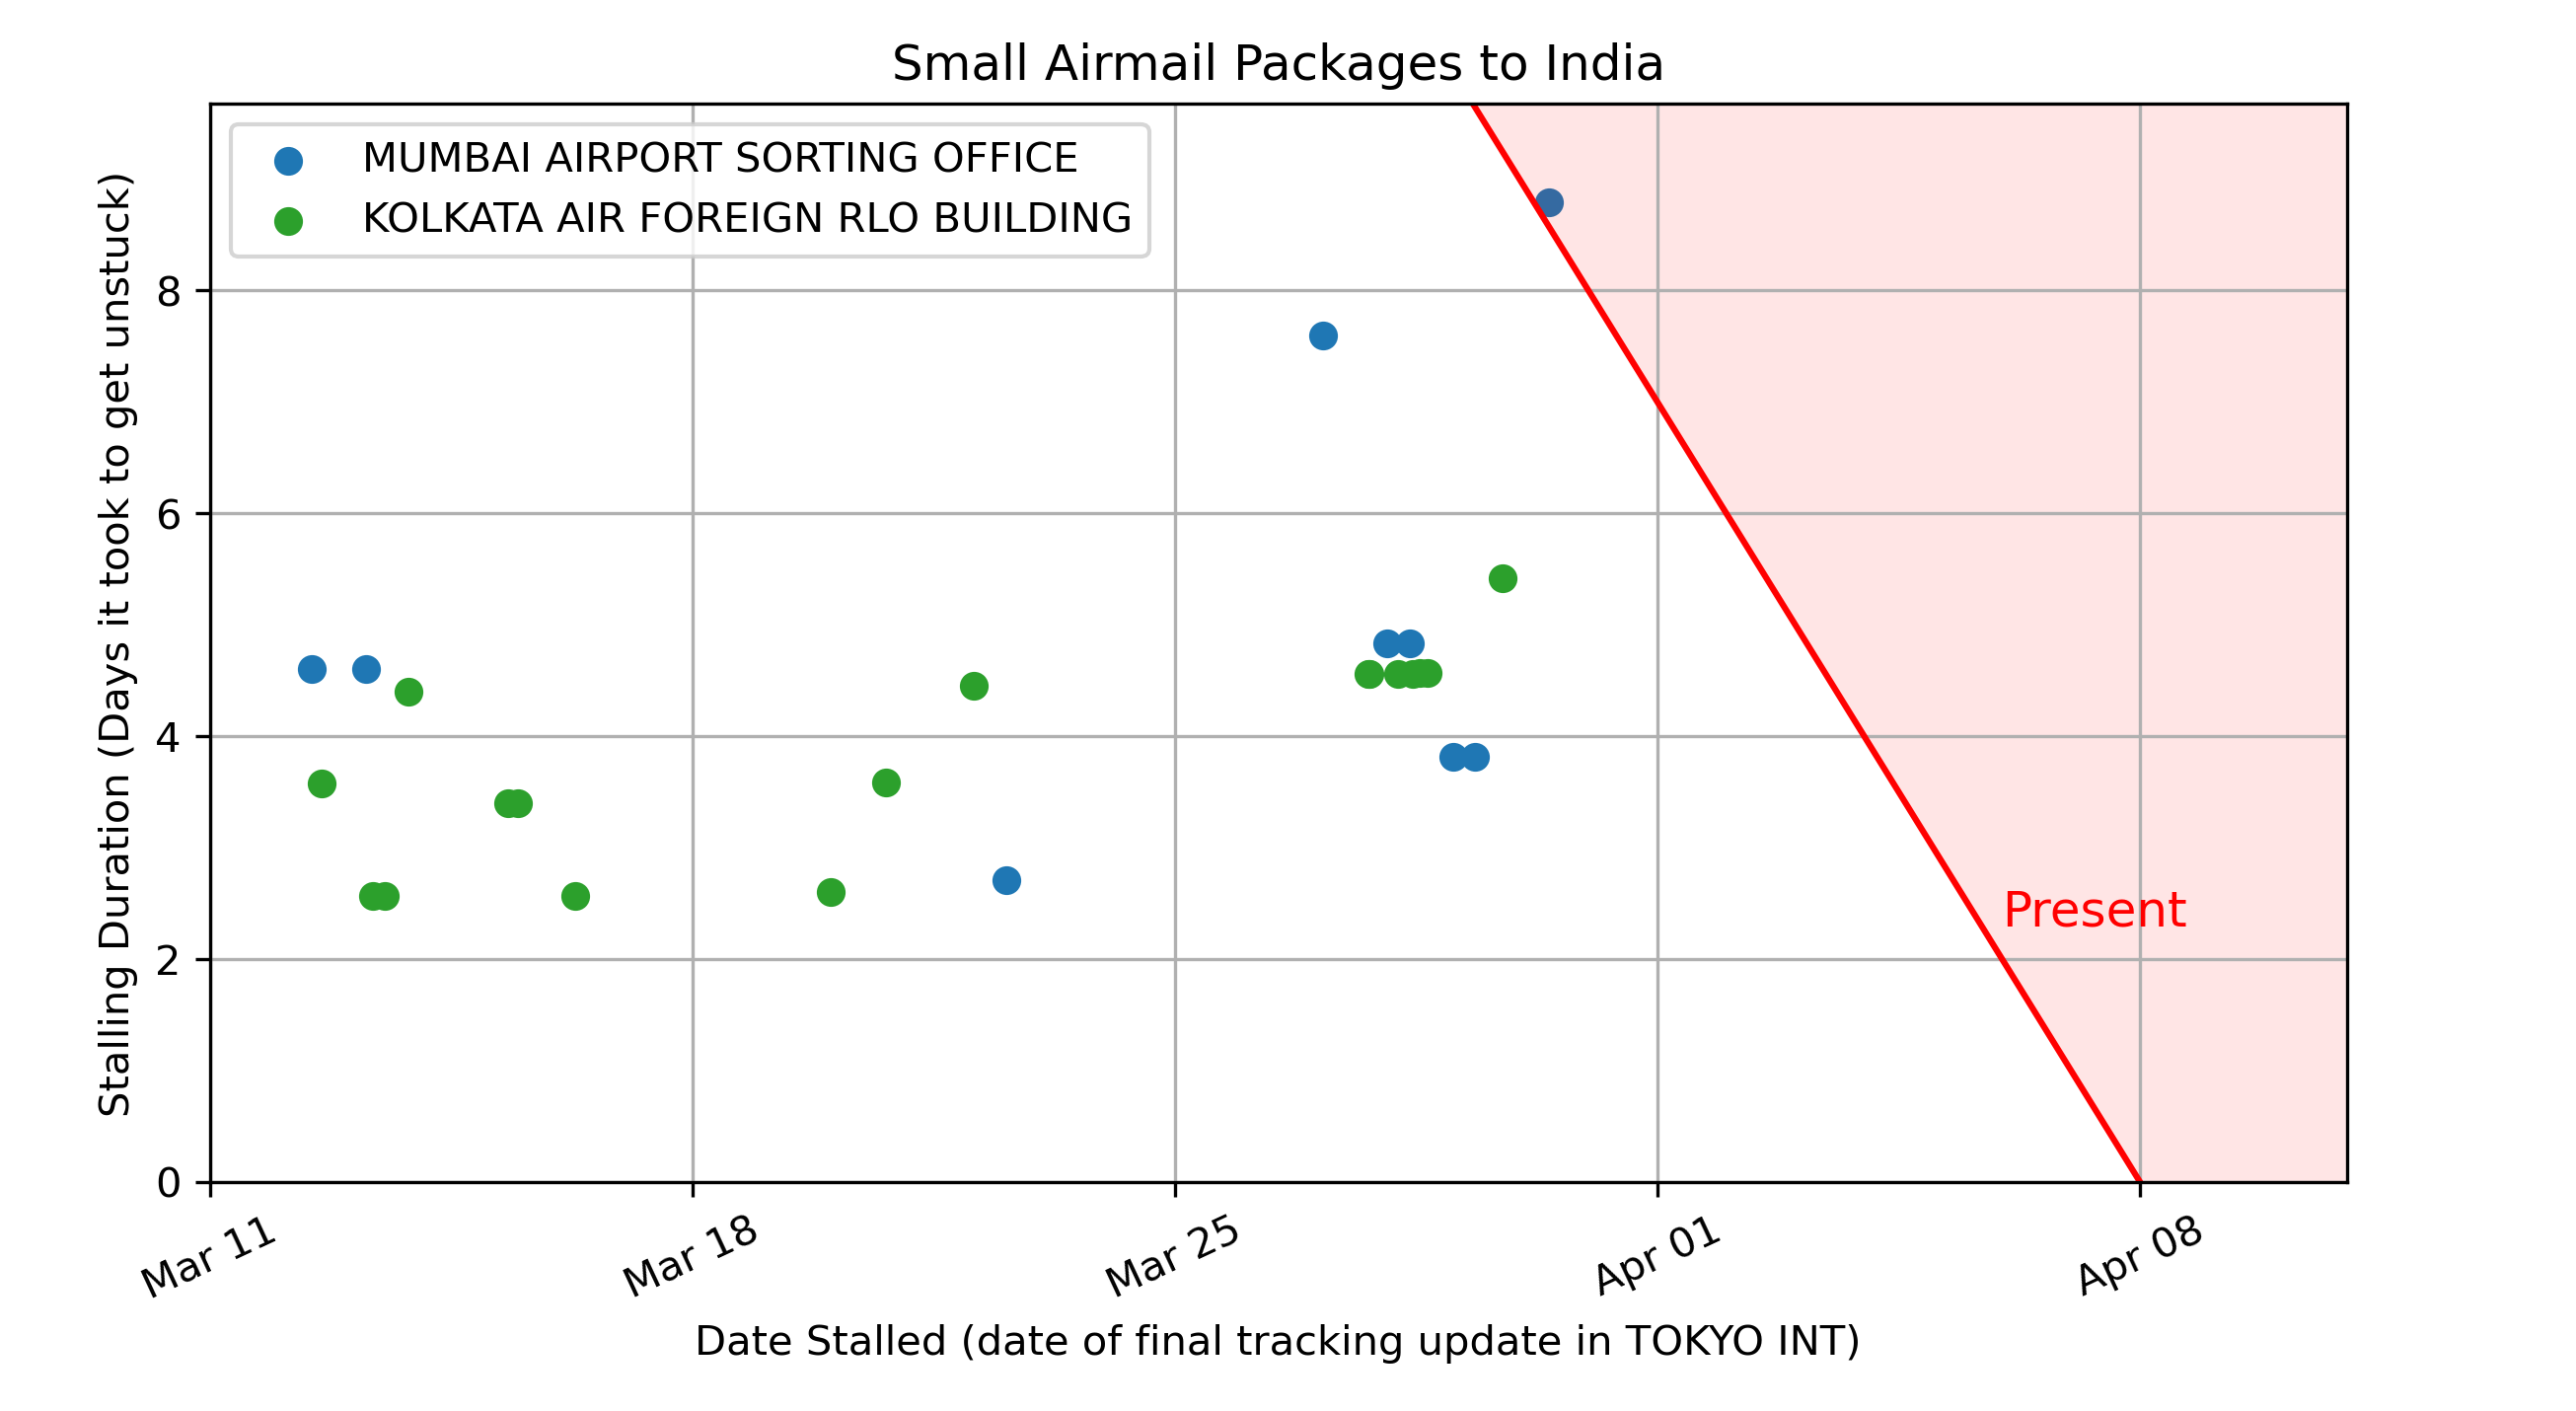 Small Airmail Packages to India
MUMBAI AIRPORT SORTING OFFICE
KOLKATA AIR FOREIGN RLO BUILDING
Stalling Duration (Days it took to get unstuck)
8
6
4
2
0
Present
Mar 11
Mar 18
Mar 25
Apr 01
Apr 08
Date Stalled (date of final tracking update in TOKYO INT)